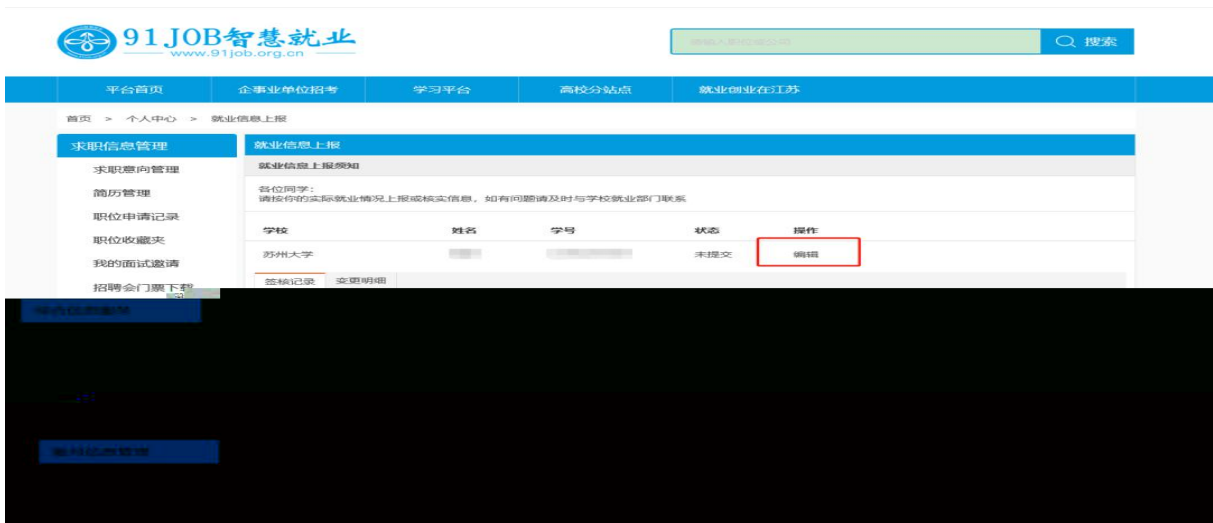 91JOB智慧就业
www.91job.org.cn
搜索
平台首页 企事业单位招考 学习平台 高校分站点 就业创业在江苏
首页 > 个人中心 > 就业信息上报
求职信息管理
求职意向管理
简历管理
职位申请记录
职位收藏夹
我的面试邀请
招聘会门票下载
就业信息上报
就业信息上报须知
各位同学:
请按你的实际就业情况上报或核实信息，如有问题请及时与学校就业部门联系
学校 姓名 学号 状态 操作
苏州大学 未提交 编辑
签核记录 变更明细